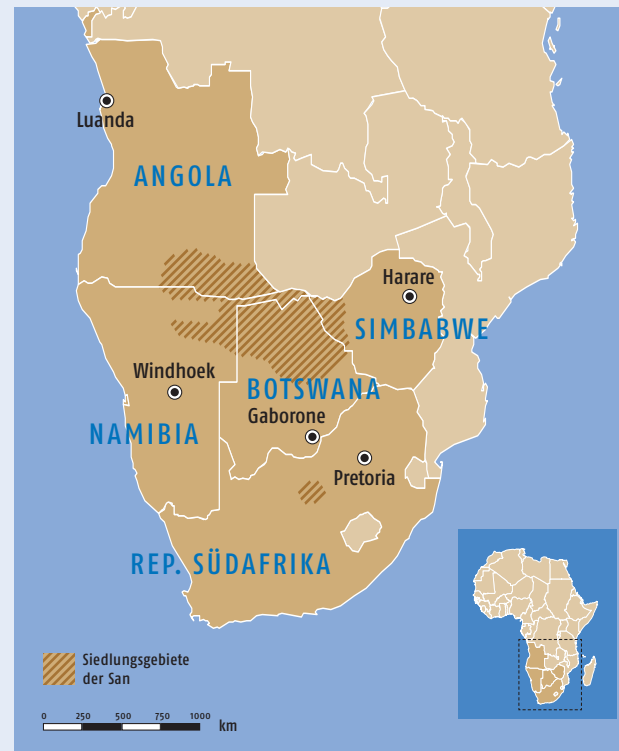 Luanda
ANGOLA
Harare
SIMBABWE
Windhoek
BOTSWANA
Gaborone
NAMIBIA
Pretoria
REP. SÜDAFRIKA
Siedlungsgebiete
der San
0 250 500 750 1000 km